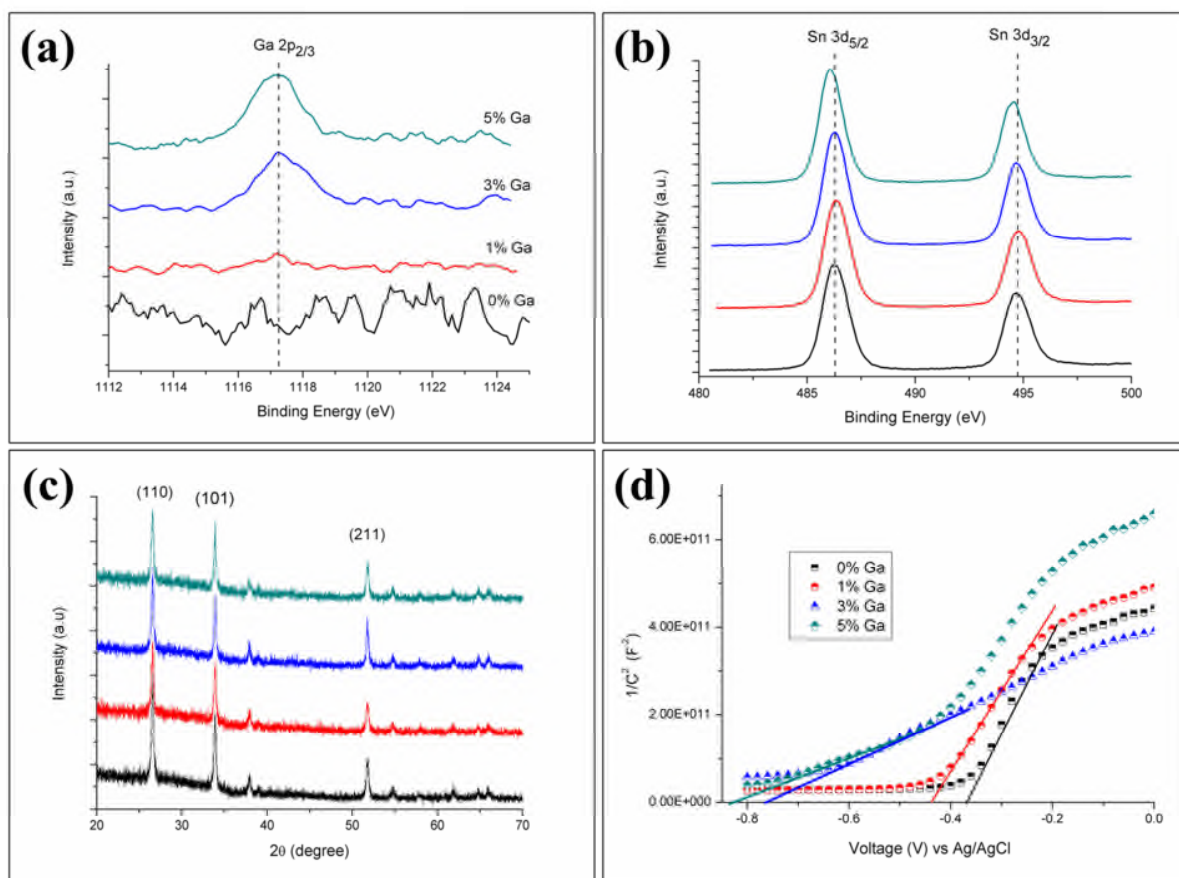 (a)
Ga 2p2/3
5% Ga
3% Ga
1% Ga
0% Ga
Intensity (a.u.)
1112 1114 1116 1118 1120 1122 1124
Binding Energy (eV)
(b)
Sn 3d5/2 Sn 3d3/2
Intensity (a.u.)
480 485 490 495 500
Binding Energy (eV)
(c)
(110) (101) (211)
Intensity (a.u)
20 30 40 50 60 70
2θ (degree)
(d)
6.00E+011
4.00E+011
2.00E+011
0.00E+000
1/C² (F⁻²)
0% Ga
1% Ga
3% Ga
5% Ga
-0.8 -0.6 -0.4 -0.2 0.0
Voltage (V) vs Ag/AgCl